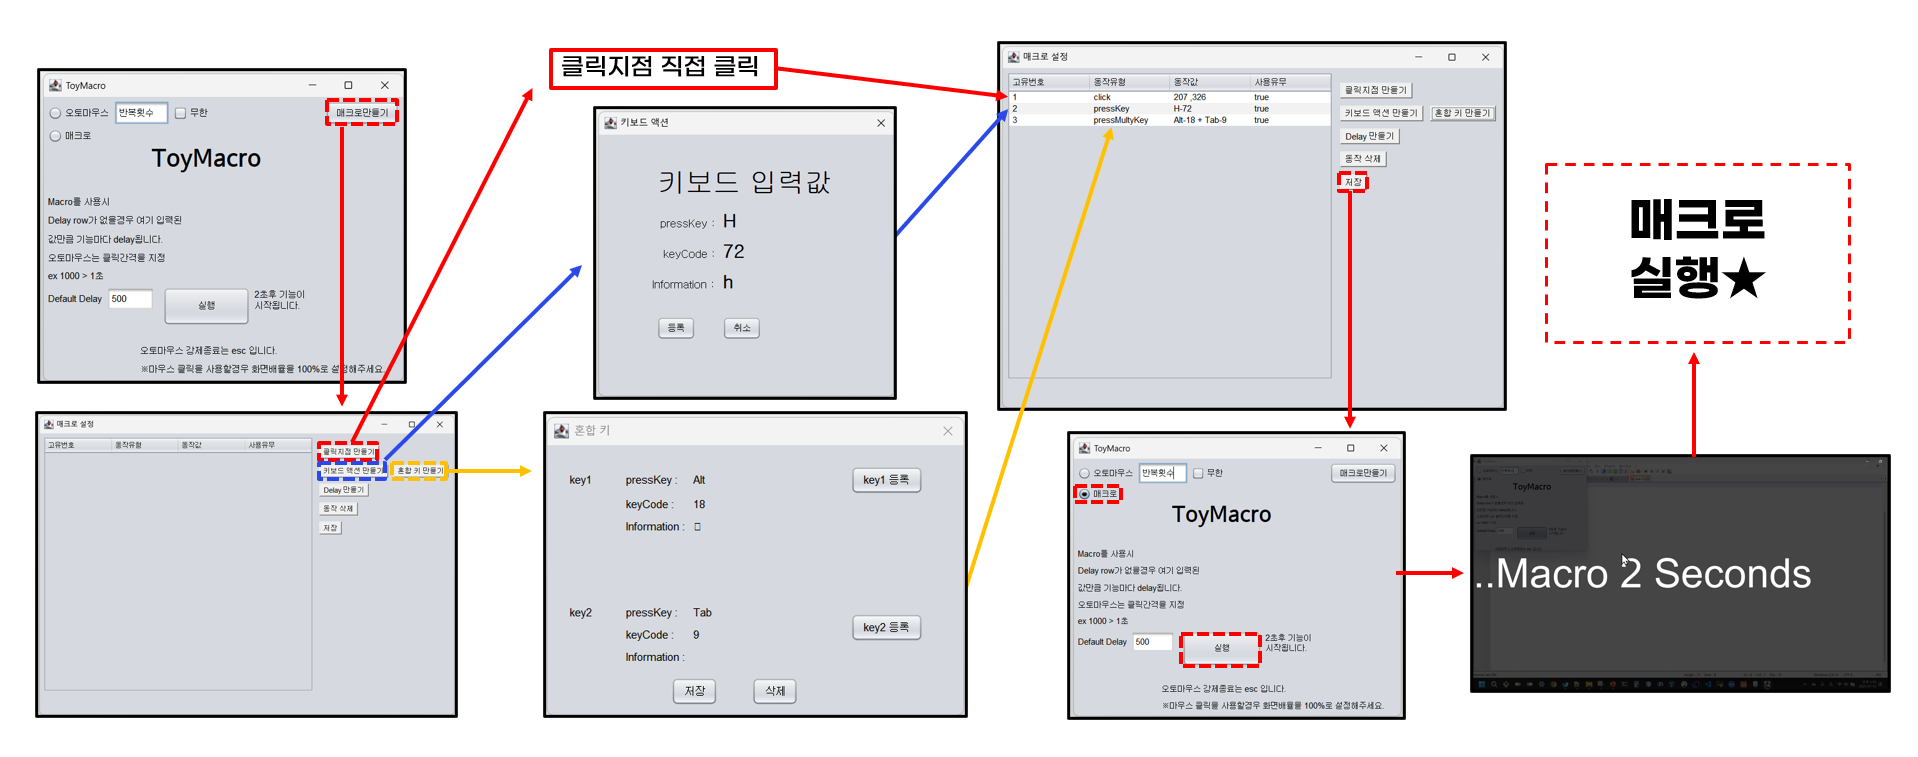 ToyMacro
오토마우스 반복횟수 무한 매크로만들기
매크로
ToyMacro
Macro를 사용시
Delay row가 없을경우 여기 입력된
값만큼 기능마다 delay됩니다.
오토마우스는 클릭간격을 지정
ex 1000 > 1초
Default Delay 500 실행 2초후 기능이
시작됩니다.
오토마우스 강제종료는 esc 입니다.
※마우스 클릭을 사용할경우 화면배율을 100%로 설정해주세요.
매크로 설정
고유번호 동작유형 동작값 사용유무
클릭지점 만들기
키보드 액션 만들기 혼합 키 만들기
Delay 만들기
동작 삭제
저장
클릭지점 직접 클릭
키보드 액션
키보드 입력값
pressKey : H
keyCode : 72
Information : h
등록 취소
혼합 키
key1 pressKey : Alt key1 등록
keyCode : 18
Information : □
key2 pressKey : Tab
keyCode : 9 key2 등록
Information :
저장 삭제
매크로 설정
고유번호 동작유형 동작값 사용유무
1 click 207 ,326 true
2 pressKey H-72 true
3 pressMultyKey Alt-18 + Tab-9 true
클릭지점 만들기
키보드 액션 만들기 혼합 키 만들기
Delay 만들기
동작 삭제
저장
ToyMacro
오토마우스 반복횟수 무한 매크로만들기
매크로
ToyMacro
Macro를 사용시
Delay row가 없을경우 여기 입력된
값만큼 기능마다 delay됩니다.
오토마우스는 클릭간격을 지정
ex 1000 > 1초
Default Delay 500 실행 2초후 기능이
시작됩니다.
오토마우스 강제종료는 esc 입니다.
※마우스 클릭을 사용할경우 화면배율을 100%로 설정해주세요.
ToyMacro
..Macro 2 Seconds
매크로
실행★